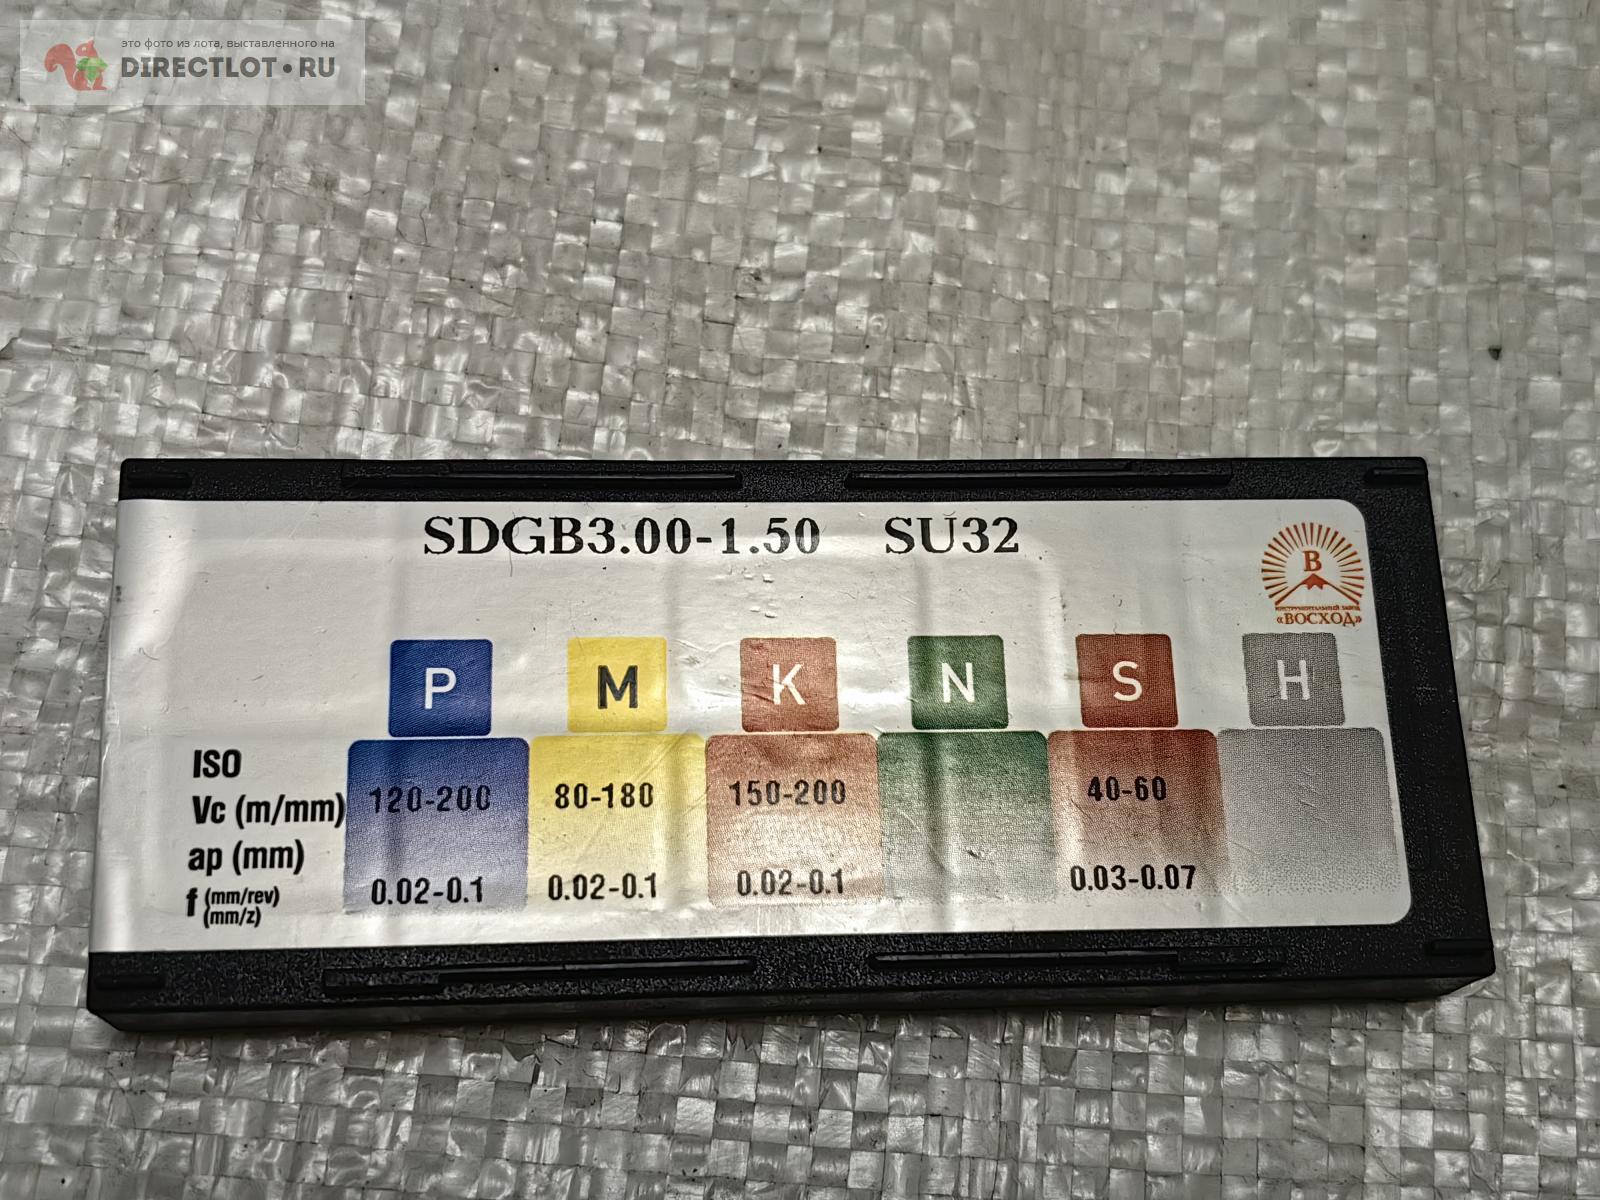 это фото из лота, выставленного на
DIRECTLOT•RU
SDGB3.00-1.50 SU32
B
ИНСТРУМЕНТАЛЬНЫЙ ЗАВОД
«ВОСХОД»
P M K N S H
ISO
Vc (m/mm) 120-200 80-180 150-200 40-60
ap (mm)
f (mm/rev) 0.02-0.1 0.02-0.1 0.02-0.1 0.03-0.07
(mm/z)